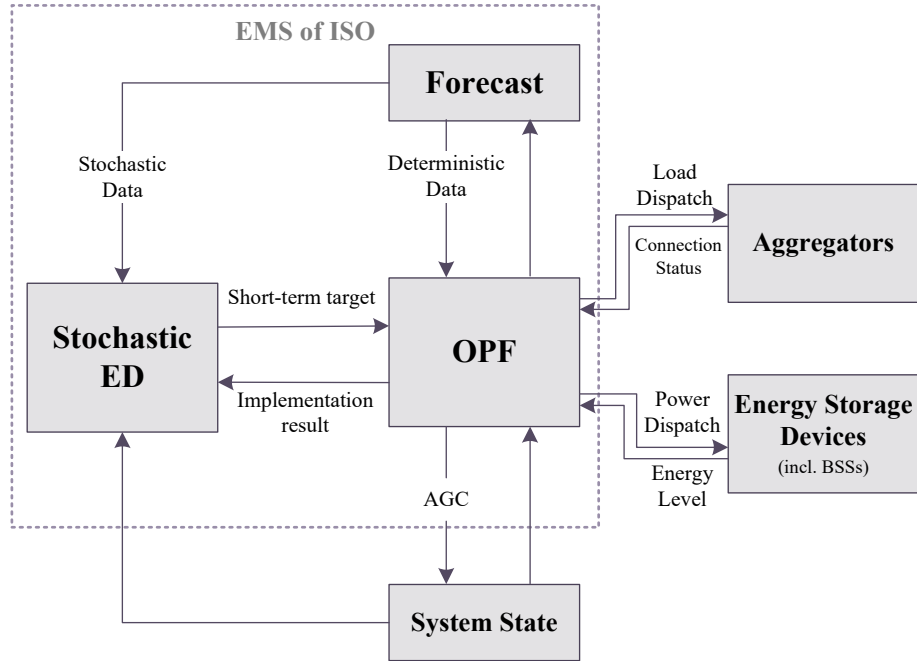 EMS of ISO
Forecast
Stochastic
Data
Deterministic
Data
Load
Dispatch
Connection
Status
Aggregators
Short-term target
Stochastic
ED
OPF
Implementation
result
Power
Dispatch
Energy
Level
Energy Storage
Devices
(incl. BSSs)
AGC
System State